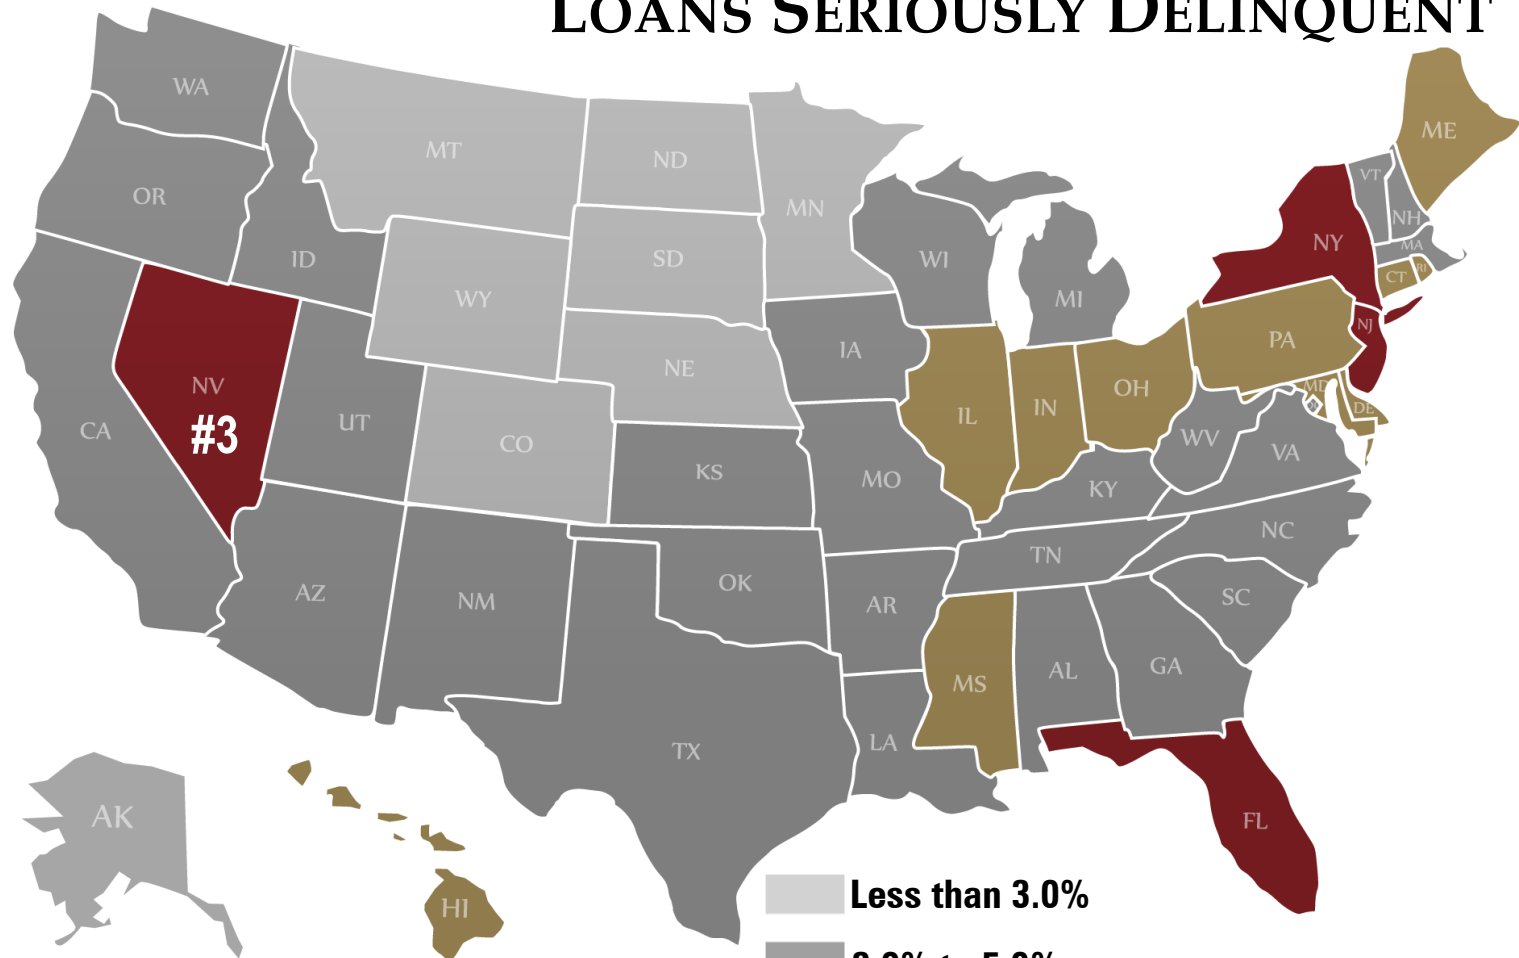 LOANS SERIOUSLY DELINQUENT
WA
MT
ND
MN
OR
ID
WY
SD
WI
MI
NY
VT
NH
ME
MA
CT
RI
NV
#3
CA
UT
CO
NE
KS
IA
MO
IL
IN
OH
PA
NJ
MD
DE
WV
VA
KY
NC
TN
SC
AZ
NM
OK
AR
TX
LA
MS
AL
GA
FL
AK
HI
Less than 3.0%